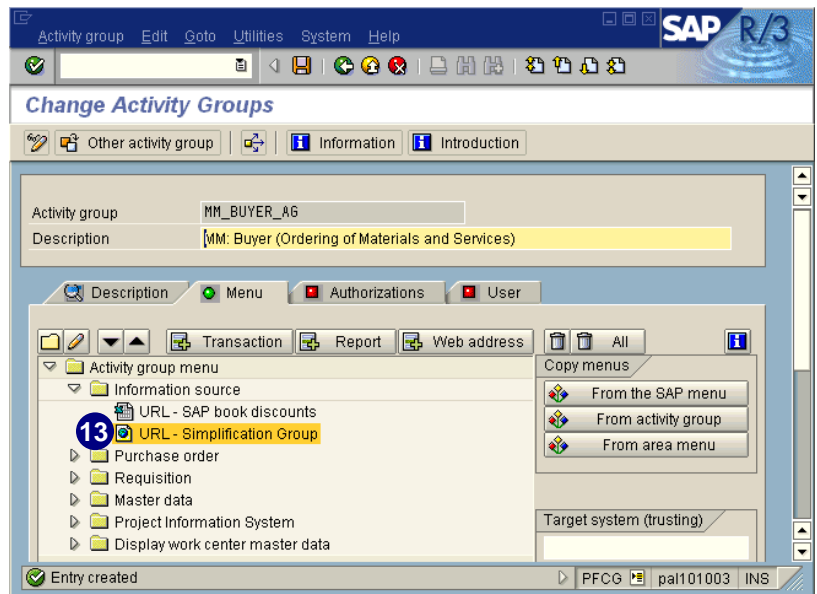 Activity group Edit Goto Utilities System Help
SAP R/3
Change Activity Groups
Other activity group Information Introduction
Activity group MM_BUYER_AG
Description MM: Buyer (Ordering of Materials and Services)
Description Menu Authorizations User
Transaction Report Web address All
Activity group menu
Copy menus
Information source
From the SAP menu
URL - SAP book discounts
From activity group
13 URL - Simplification Group
From area menu
Purchase order
Requisition
Master data
Project Information System
Target system (trusting)
Display work center master data
Entry created PFCG pal101003 INS